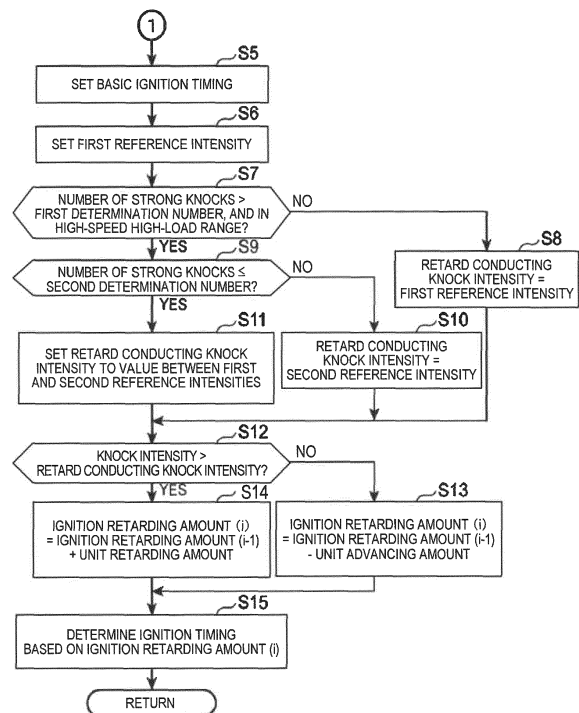 1
S5
SET BASIC IGNITION TIMING
S6
SET FIRST REFERENCE INTENSITY
S7
NUMBER OF STRONG KNOCKS >
FIRST DETERMINATION NUMBER, AND IN
HIGH-SPEED HIGH-LOAD RANGE?
NO
YES
S8
RETARD CONDUCTING
KNOCK INTENSITY =
FIRST REFERENCE INTENSITY
S9
NUMBER OF STRONG KNOCKS ≤
SECOND DETERMINATION NUMBER?
NO
YES
S10
RETARD CONDUCTING
KNOCK INTENSITY =
SECOND REFERENCE INTENSITY
S11
SET RETARD CONDUCTING KNOCK
INTENSITY TO VALUE BETWEEN FIRST
AND SECOND REFERENCE INTENSITIES
S12
KNOCK INTENSITY >
RETARD CONDUCTING KNOCK INTENSITY?
NO
YES
S14
IGNITION RETARDING AMOUNT (i)
= IGNITION RETARDING AMOUNT (i-1)
+ UNIT RETARDING AMOUNT
S13
IGNITION RETARDING AMOUNT (i)
= IGNITION RETARDING AMOUNT (i-1)
- UNIT ADVANCING AMOUNT
S15
DETERMINE IGNITION TIMING
BASED ON IGNITION RETARDING AMOUNT (i)
RETURN